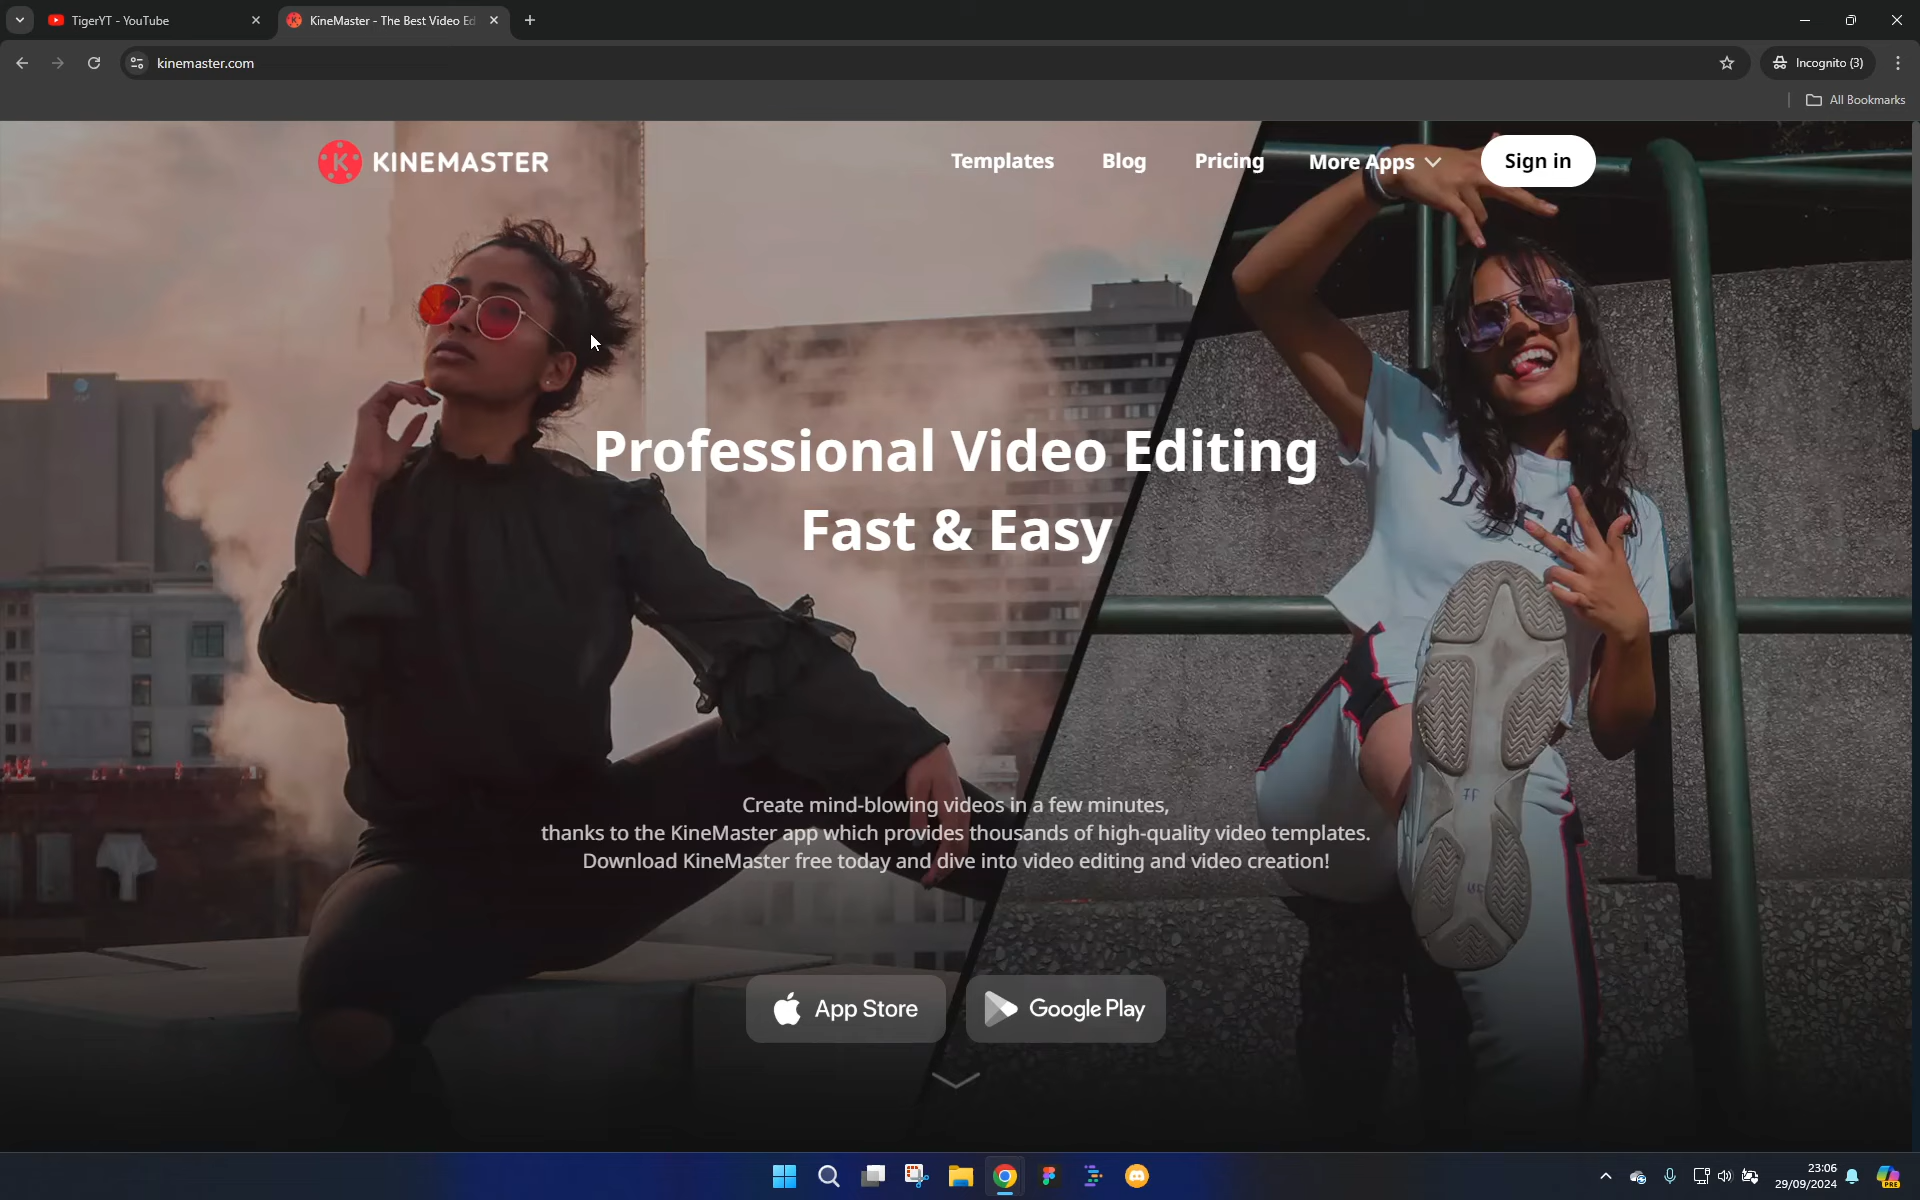 TigerYT - YouTube
KineMaster - The Best Video Ed
kinemaster.com
Incognito (3)
All Bookmarks
K KINEMASTER
Templates
Blog
Pricing
More Apps
Sign in
Professional Video Editing
Fast & Easy
Create mind-blowing videos in a few minutes,
thanks to the KineMaster app which provides thousands of high-quality video templates.
Download KineMaster free today and dive into video editing and video creation!
App Store
Google Play
23:06
29/09/2024
PRE